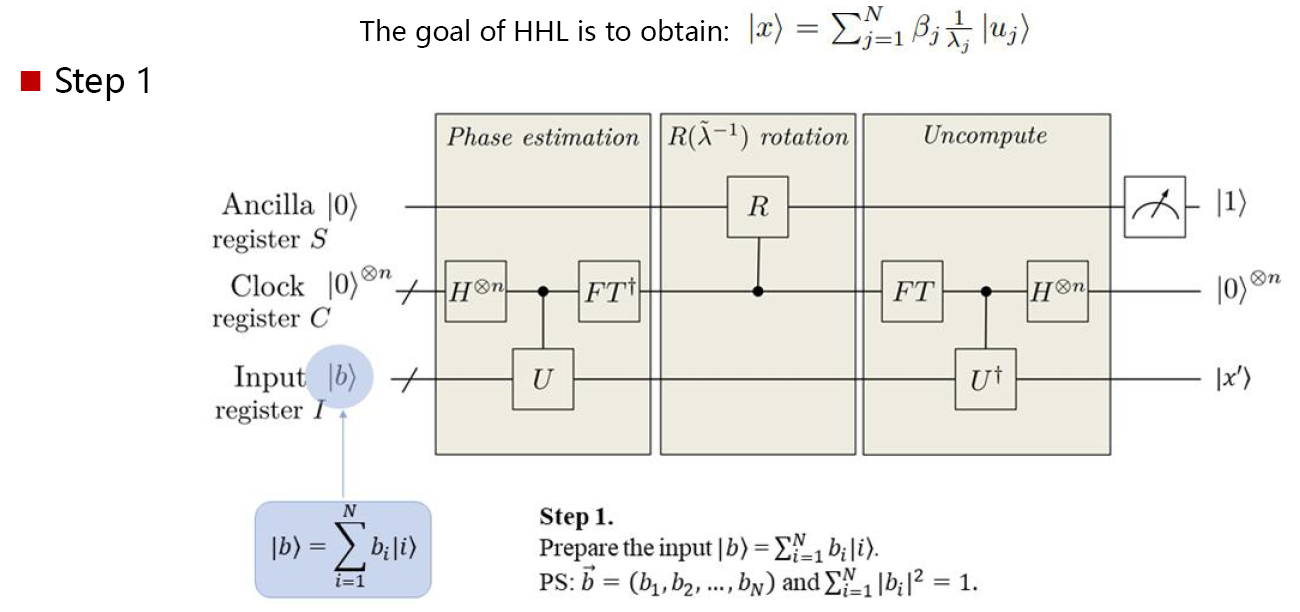 The goal of HHL is to obtain: |x⟩ = ∑_{j=1}^{N} β_j 1/λ_j |u_j⟩
■ Step 1
Phase estimation
R(λ̃⁻¹) rotation
Uncompute
Ancilla |0⟩
register S
R
|1⟩
Clock |0⟩^{⊗n}
register C
H^{⊗n}
FT†
FT
H^{⊗n}
|0⟩^{⊗n}
Input |b⟩
register I
U
U†
|x′⟩
|b⟩ = ∑_{i=1}^{N} b_i|i⟩
Step 1.
Prepare the input |b⟩ = ∑_{i=1}^{N} b_i|i⟩.
PS: b⃗ = (b₁, b₂, ..., b_N) and ∑_{i=1}^{N} |b_i|² = 1.